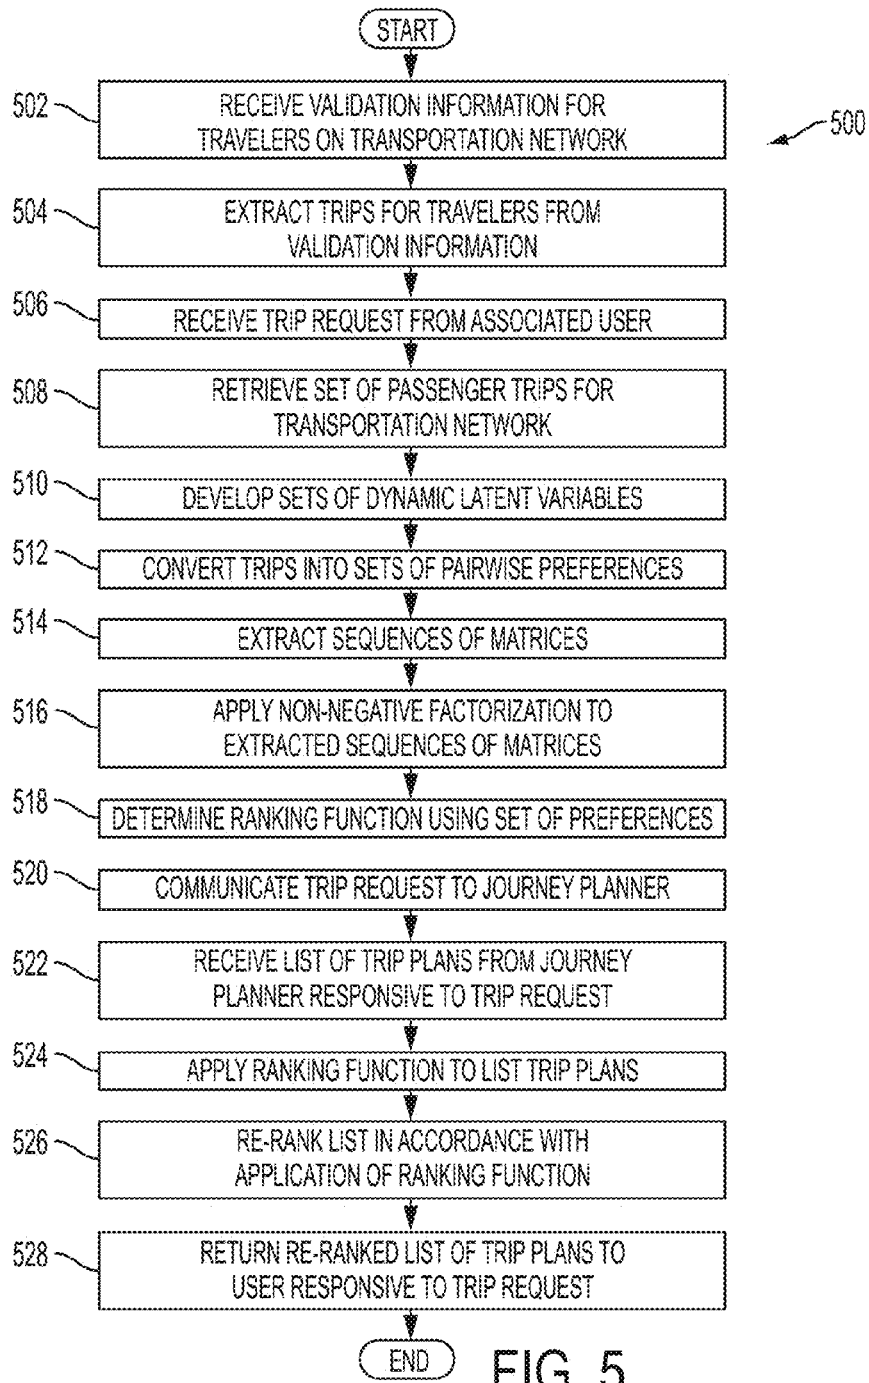 START
502
RECEIVE VALIDATION INFORMATION FOR
TRAVELERS ON TRANSPORTATION NETWORK
500
504
EXTRACT TRIPS FOR TRAVELERS FROM
VALIDATION INFORMATION
506
RECEIVE TRIP REQUEST FROM ASSOCIATED USER
508
RETRIEVE SET OF PASSENGER TRIPS FOR
TRANSPORTATION NETWORK
510
DEVELOP SETS OF DYNAMIC LATENT VARIABLES
512
CONVERT TRIPS INTO SETS OF PAIRWISE PREFERENCES
514
EXTRACT SEQUENCES OF MATRICES
516
APPLY NON-NEGATIVE FACTORIZATION TO
EXTRACTED SEQUENCES OF MATRICES
518
DETERMINE RANKING FUNCTION USING SET OF PREFERENCES
520
COMMUNICATE TRIP REQUEST TO JOURNEY PLANNER
522
RECEIVE LIST OF TRIP PLANS FROM JOURNEY
PLANNER RESPONSIVE TO TRIP REQUEST
524
APPLY RANKING FUNCTION TO LIST TRIP PLANS
526
RE-RANK LIST IN ACCORDANCE WITH
APPLICATION OF RANKING FUNCTION
528
RETURN RE-RANKED LIST OF TRIP PLANS TO
USER RESPONSIVE TO TRIP REQUEST
END
FIG. 5